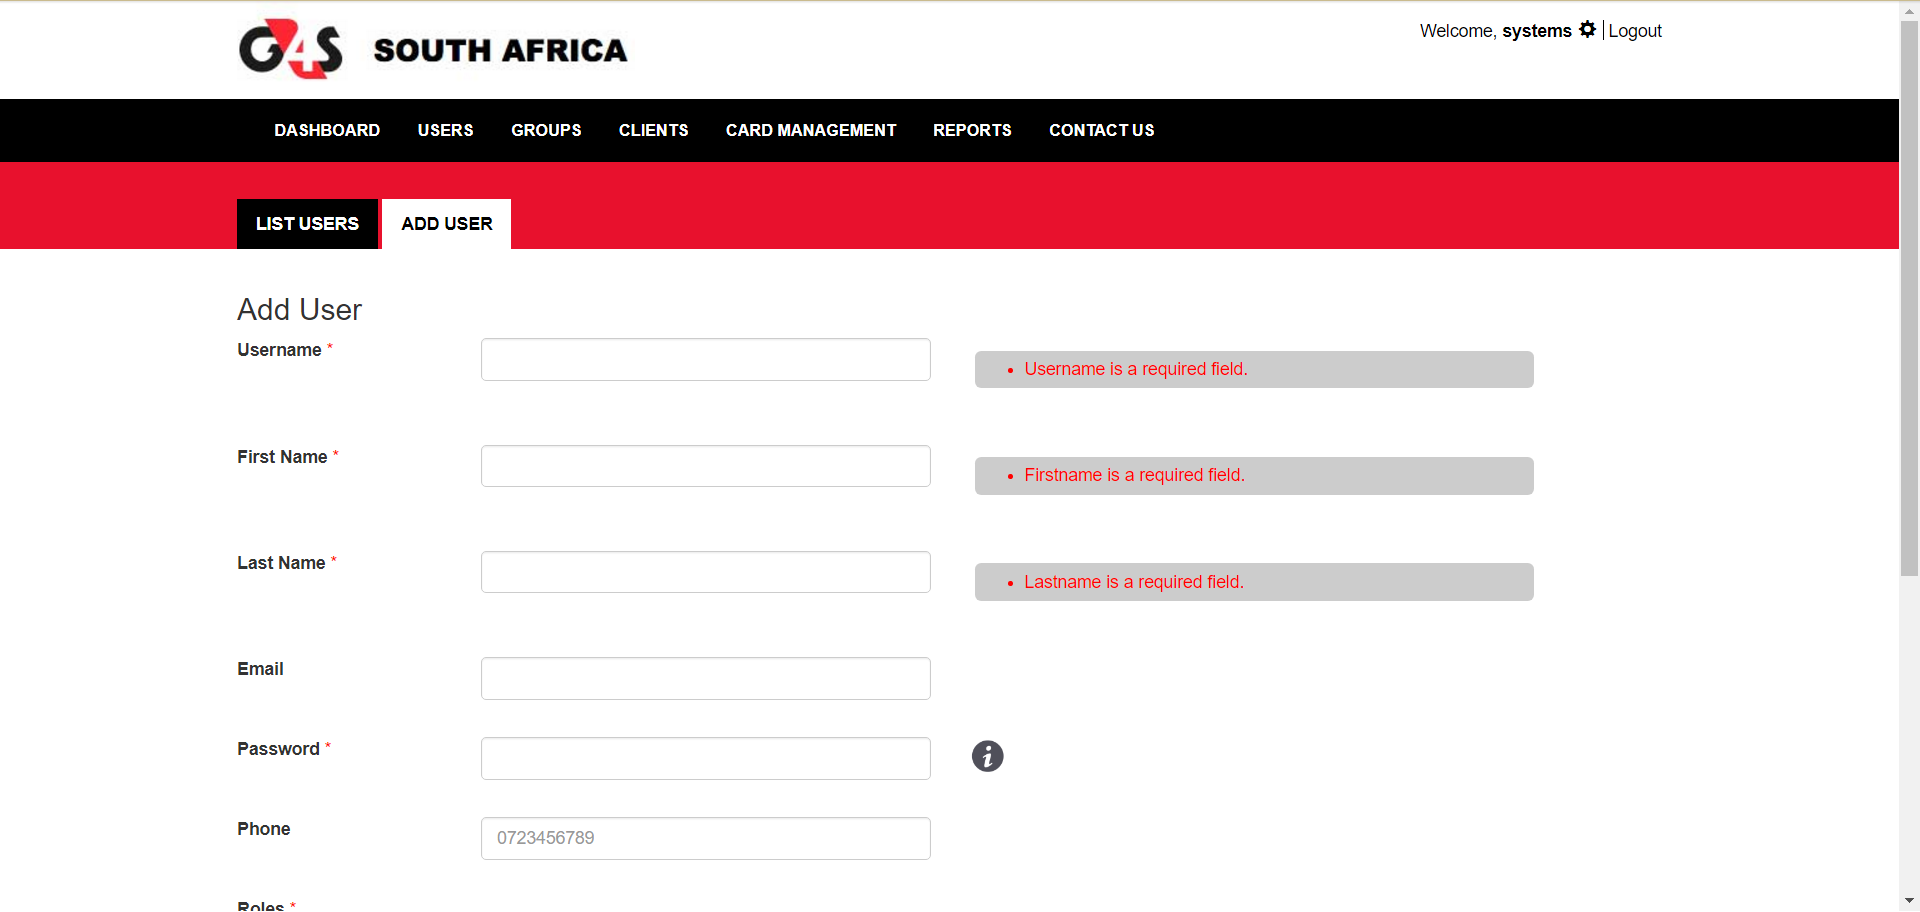 G4S SOUTH AFRICA
Welcome, systems Logout
DASHBOARD USERS GROUPS CLIENTS CARD MANAGEMENT REPORTS CONTACT US
LIST USERS ADD USER
Add User
Username *
• Username is a required field.
First Name *
• Firstname is a required field.
Last Name *
• Lastname is a required field.
Email
Password *
i
Phone
0723456789
Roles *